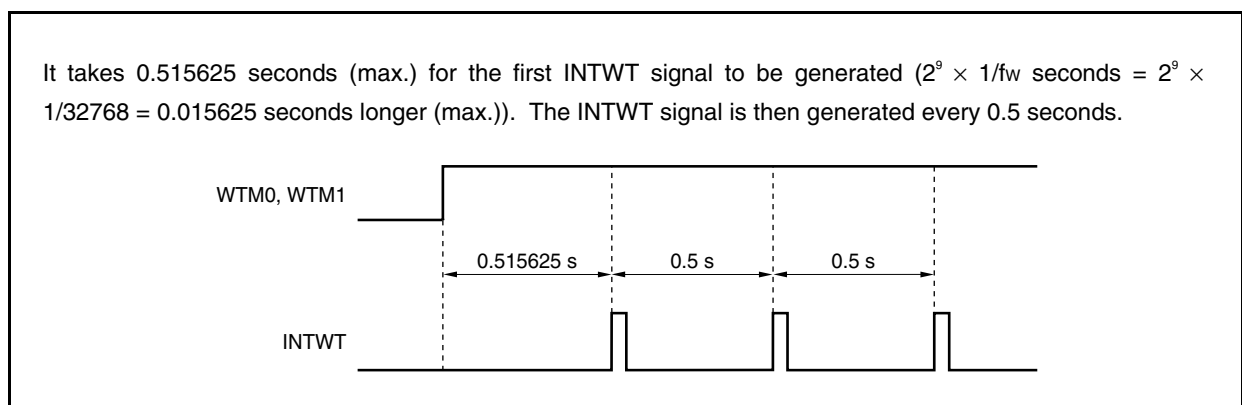 It takes 0.515625 seconds (max.) for the first INTWT signal to be generated (2⁹ × 1/fw seconds = 2⁹ ×
1/32768 = 0.015625 seconds longer (max.)). The INTWT signal is then generated every 0.5 seconds.
WTM0, WTM1
0.515625 s 0.5 s 0.5 s
INTWT